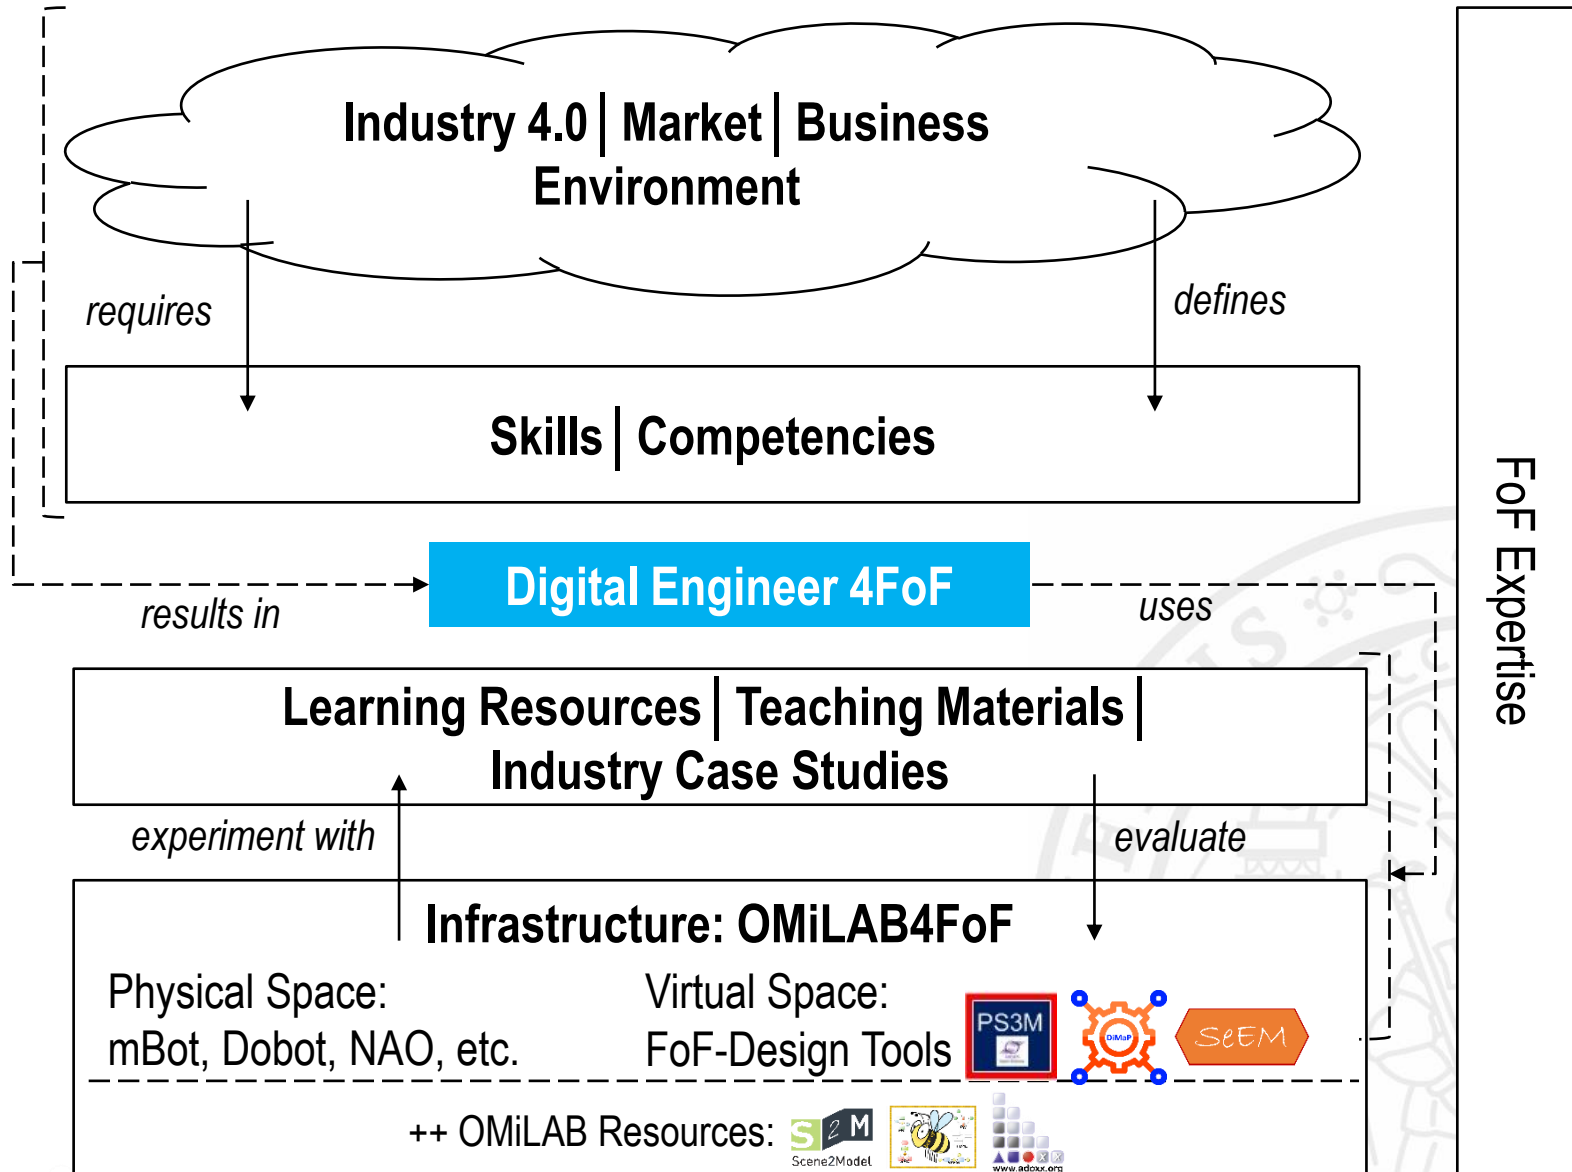 Industry 4.0 | Market | Business
Environment
requires
defines
Skills | Competencies
Digital Engineer 4FoF
results in
uses
Learning Resources | Teaching Materials |
Industry Case Studies
experiment with
evaluate
Infrastructure: OMiLAB4FoF
Physical Space:
mBot, Dobot, NAO, etc.
Virtual Space:
FoF-Design Tools
PS3M
DiMaP
SeEM
++ OMiLAB Resources:
S2M
Scene2Model
www.adoxx.org
FoF Expertise